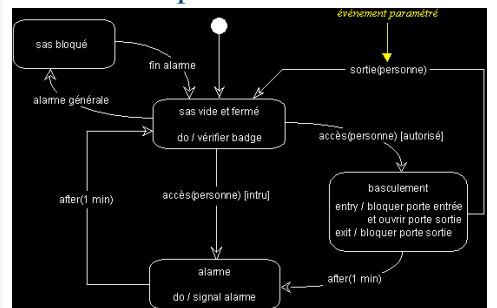 événement paramétré
sas bloqué
fin alarme
sortie(personne)
alarme générale
sas vide et fermé
do / vérifier badge
accès(personne) [autorisé]
basculement
entry / bloquer porte entrée
et ouvrir porte sortie
exit / bloquer porte sortie
after(1 min)
accès(personne) [intru]
alarme
do / signal alarme
after(1 min)